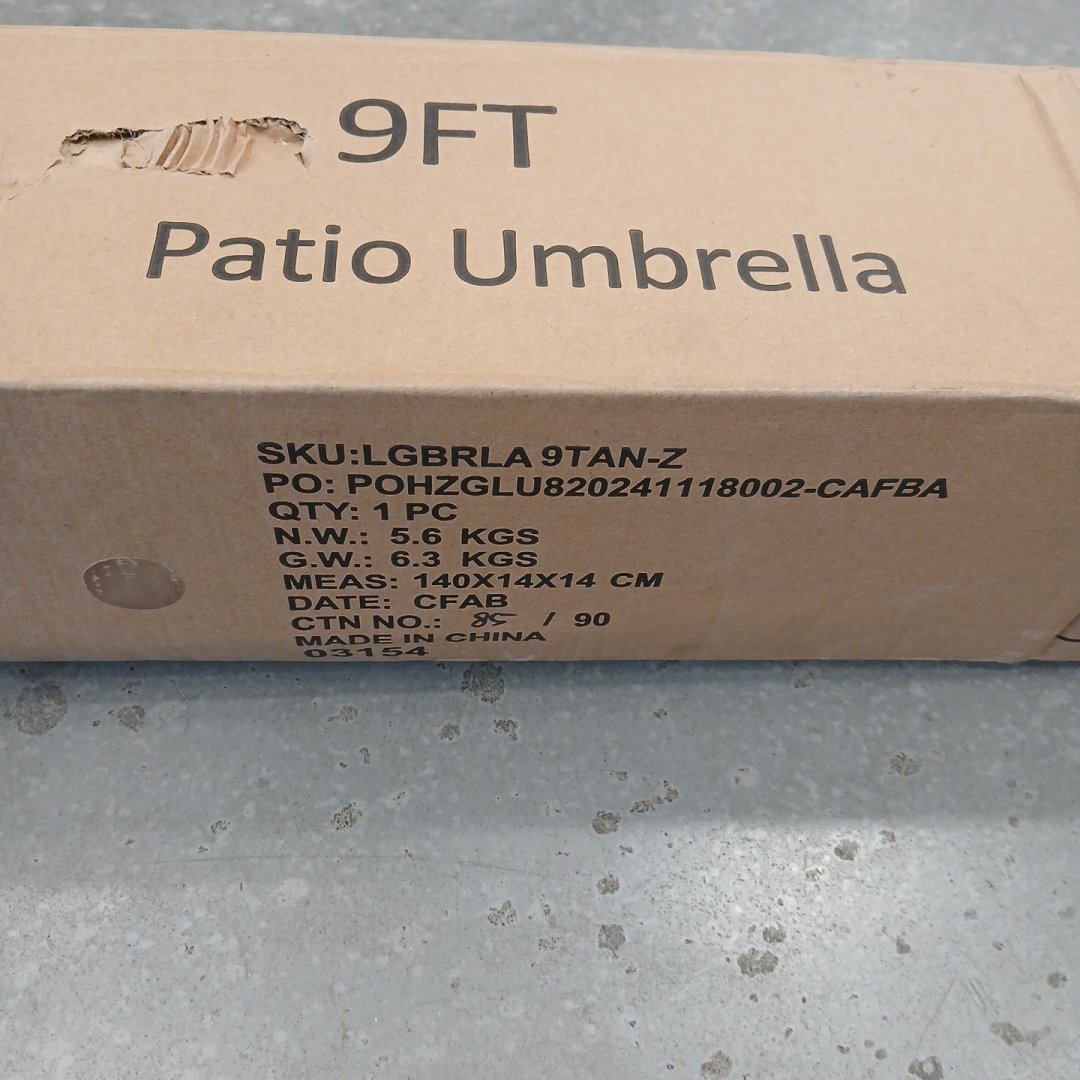 9FT
Patio Umbrella
SKU:LGBRLA 9TAN-Z
PO: POHZGLU820241118002-CAFBA
QTY: 1 PC
N.W.: 5.6 KGS
G.W.: 6.3 KGS
MEAS: 140X14X14 CM
DATE: CFAB
CTN NO.: 85 / 90
MADE IN CHINA
03154